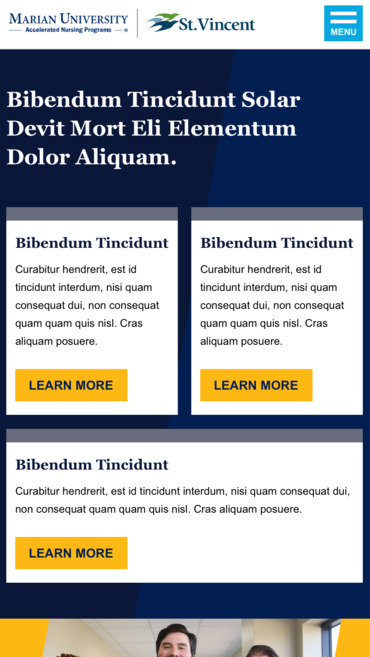 MARIAN UNIVERSITY
Accelerated Nursing Programs
St.Vincent
MENU
Bibendum Tincidunt Solar
Devit Mort Eli Elementum
Dolor Aliquam.
Bibendum Tincidunt
Curabitur hendrerit, est id
tincidunt interdum, nisi quam
consequat dui, non consequat
quam quam quis nisl. Cras
aliquam posuere.
LEARN MORE
Bibendum Tincidunt
Curabitur hendrerit, est id
tincidunt interdum, nisi quam
consequat dui, non consequat
quam quam quis nisl. Cras
aliquam posuere.
LEARN MORE
Bibendum Tincidunt
Curabitur hendrerit, est id tincidunt interdum, nisi quam consequat dui,
non consequat quam quam quis nisl. Cras aliquam posuere.
LEARN MORE